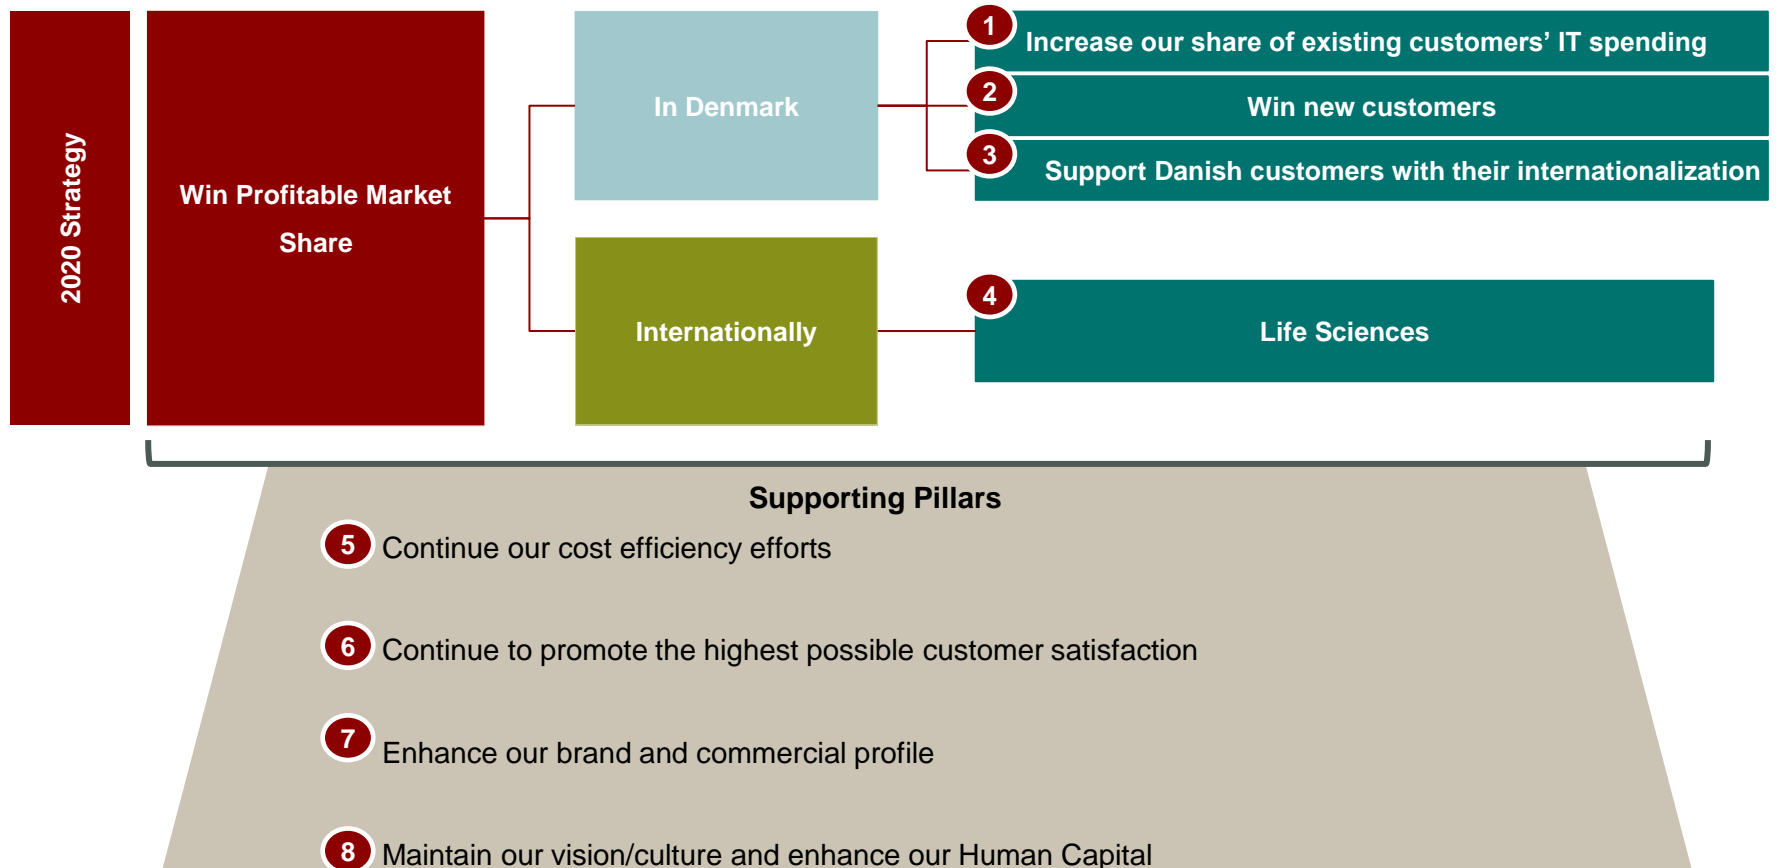 2020 Strategy
Win Profitable Market
Share
In Denmark
1
Increase our share of existing customers’ IT spending
2
Win new customers
3
Support Danish customers with their internationalization
Internationally
4
Life Sciences
Supporting Pillars
5 Continue our cost efficiency efforts
6 Continue to promote the highest possible customer satisfaction
7 Enhance our brand and commercial profile
8 Maintain our vision/culture and enhance our Human Capital